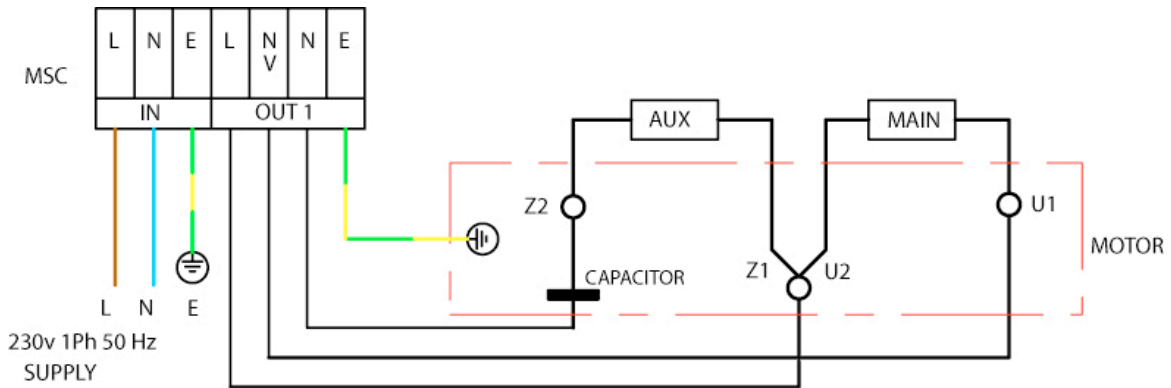 L N E L N N E
V
MSC
IN OUT 1
AUX MAIN
Z2 U1
MOTOR
Z1 U2
CAPACITOR
L N E
230v 1Ph 50 Hz
SUPPLY